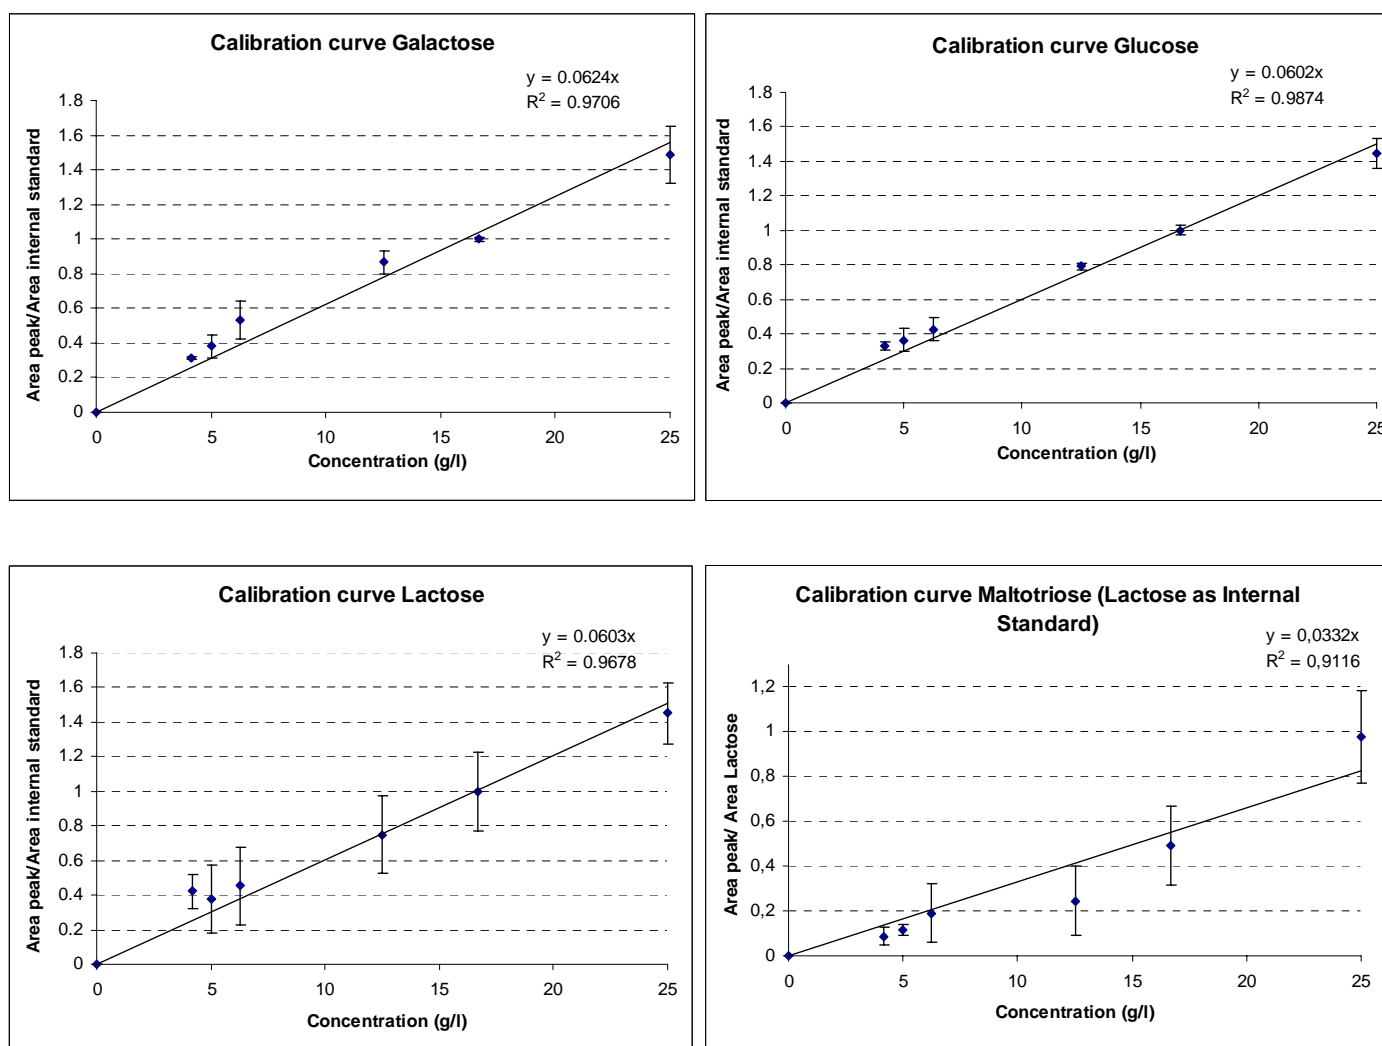 Calibration curve Galactose
y = 0.0624x
R² = 0.9706
Area peak/Area internal standard
1.8
1.6
1.4
1.2
1
0.8
0.6
0.4
0.2
0
0 5 10 15 20 25
Concentration (g/l)
Calibration curve Glucose
y = 0.0602x
R² = 0.9874
Area peak/Area internal standard
1.8
1.6
1.4
1.2
1
0.8
0.6
0.4
0.2
0
0 5 10 15 20 25
Concentration (g/l)
Calibration curve Lactose
y = 0.0603x
R² = 0.9678
Area peak/Area internal standard
1.8
1.6
1.4
1.2
1
0.8
0.6
0.4
0.2
0
0 5 10 15 20 25
Concentration (g/l)
Calibration curve Maltotriose (Lactose as Internal
Standard)
y = 0,0332x
R² = 0,9116
Area peak/ Area Lactose
1,2
1
0,8
0,6
0,4
0,2
0
0 5 10 15 20 25
Concentration (g/l)